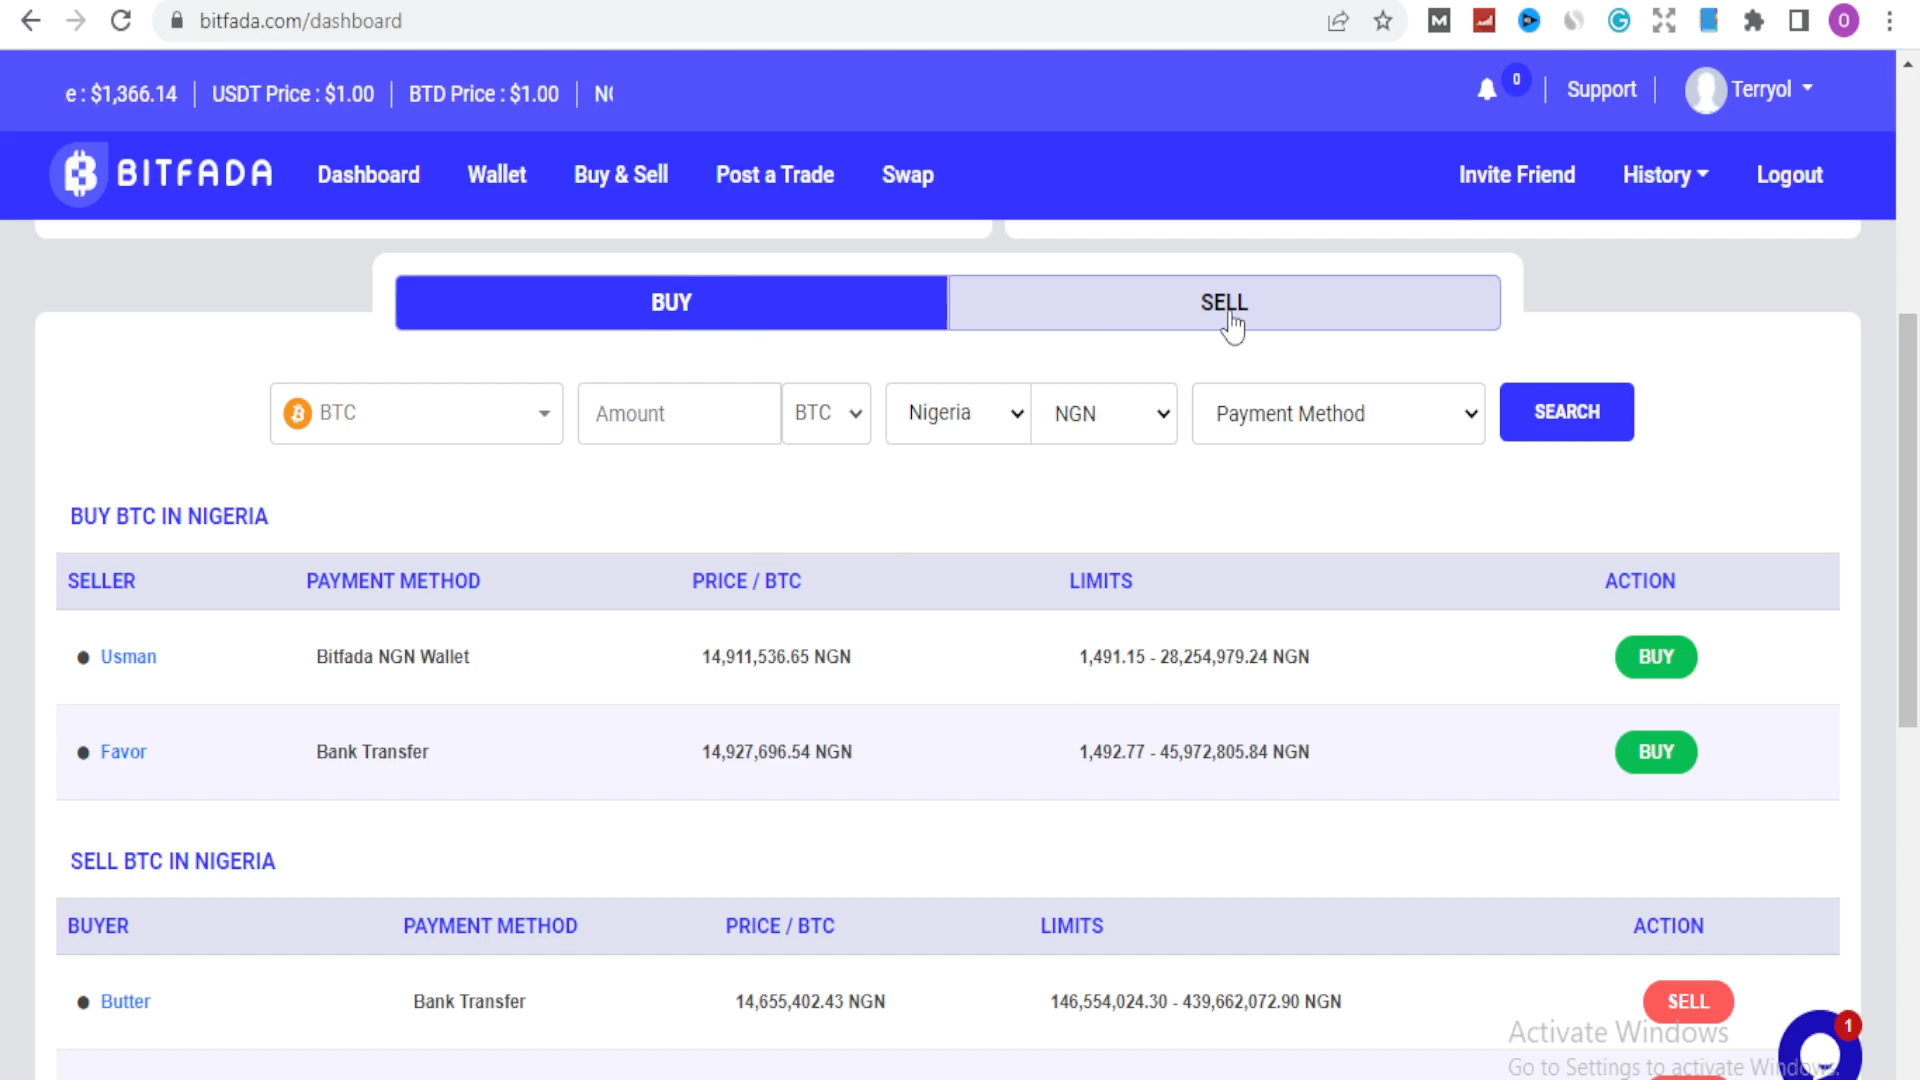 bitfada.com/dashboard
e : $1,366.14 | USDT Price : $1.00 | BTD Price : $1.00 |
0 | Support | Terryol
BITFADA Dashboard Wallet Buy & Sell Post a Trade Swap Invite Friend History Logout
BUY SELL
BTC Amount BTC Nigeria NGN Payment Method SEARCH
BUY BTC IN NIGERIA
SELLER PAYMENT METHOD PRICE / BTC LIMITS ACTION
Usman Bitfada NGN Wallet 14,911,536.65 NGN 1,491.15 - 28,254,979.24 NGN BUY
Favor Bank Transfer 14,927,696.54 NGN 1,492.77 - 45,972,805.84 NGN BUY
SELL BTC IN NIGERIA
BUYER PAYMENT METHOD PRICE / BTC LIMITS ACTION
Butter Bank Transfer 14,655,402.43 NGN 146,554,024.30 - 439,662,072.90 NGN SELL
Activate Windows
Go to Settings to activate Windows.
1